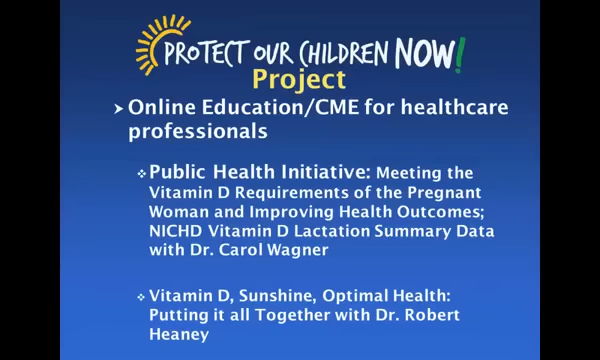 PROTECT OUR CHILDREN NOW!
Project
Online Education/CME for healthcare
professionals
Public Health Initiative: Meeting the
Vitamin D Requirements of the Pregnant
Woman and Improving Health Outcomes;
NICHD Vitamin D Lactation Summary Data
with Dr. Carol Wagner
Vitamin D, Sunshine, Optimal Health:
Putting it all Together with Dr. Robert
Heaney